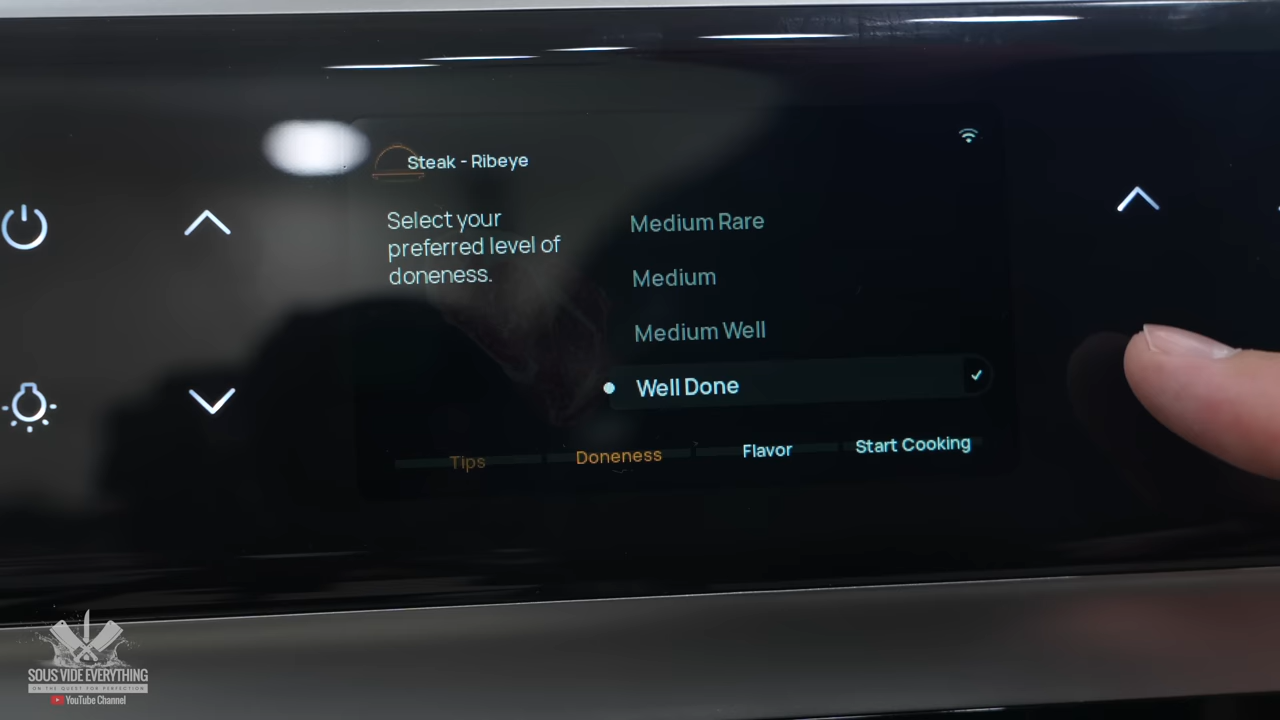 Steak - Ribeye
Select your
preferred level of
doneness.
Medium Rare
Medium
Medium Well
Well Done
Tips
Doneness
Flavor
Start Cooking
SOUS VIDE EVERYTHING
ON THE QUEST FOR PERFECTION
YouTube Channel